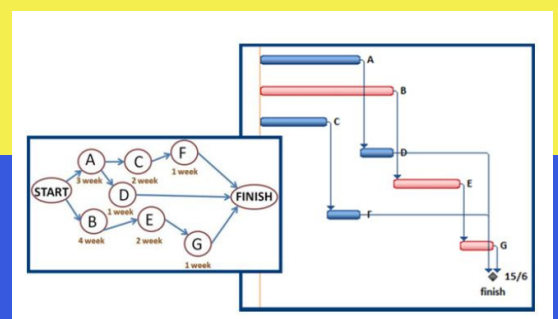 A
B
C
D
E
F
G
15/6
finish
START
A
3 week
C
2 week
F
1 week
D
1 week
B
4 week
E
2 week
G
1 week
FINISH